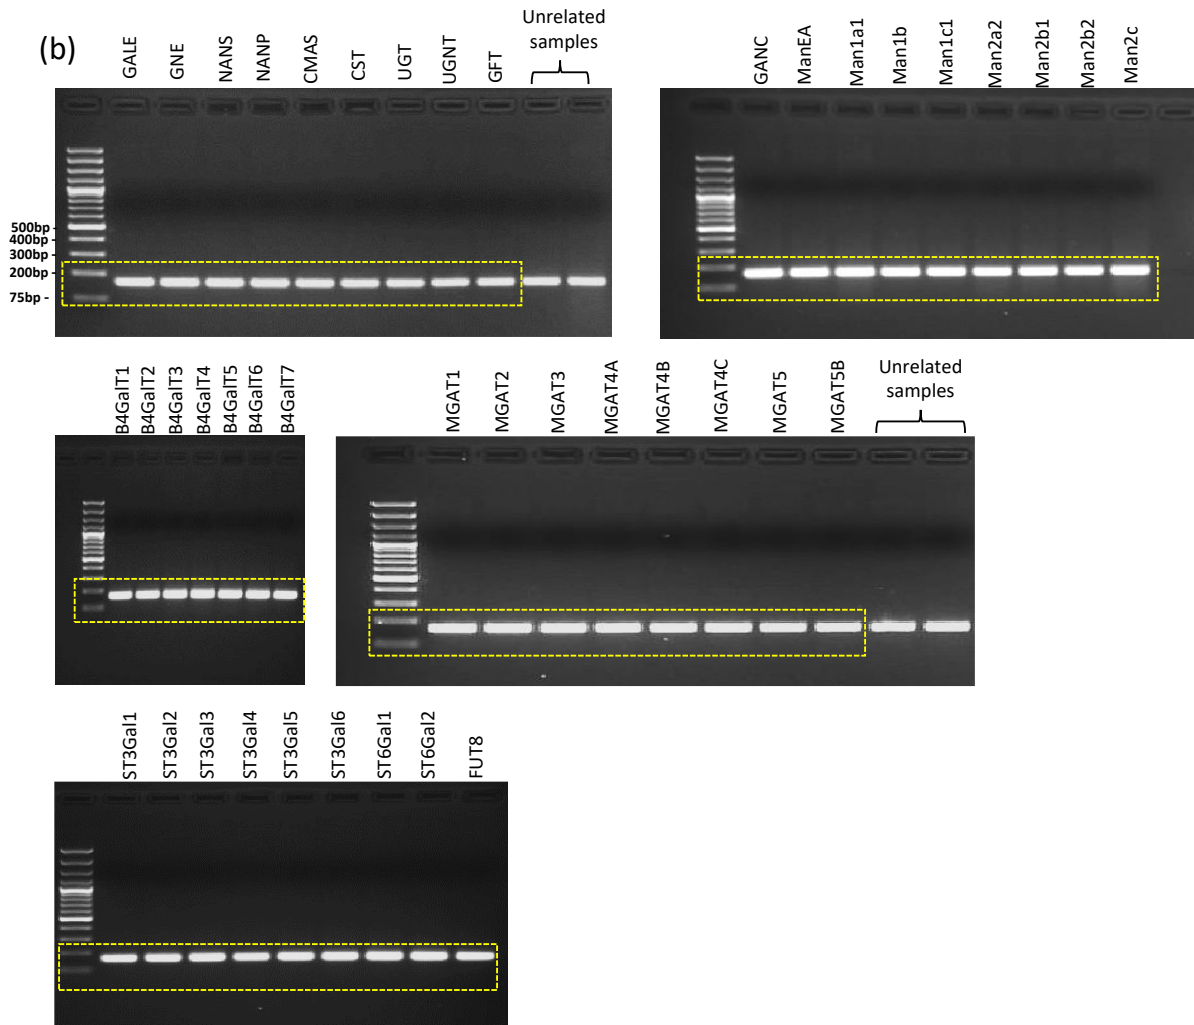 (b)
GALE
GNE
NANS
NANP
CMAS
CST
UGT
UGNT
GFT
Unrelated
samples
500bp -
400bp -
300bp -
200bp -
75bp -
GANC
ManEA
Man1a1
Man1b
Man1c1
Man2a2
Man2b1
Man2b2
Man2c
B4GalT1
B4GalT2
B4GalT3
B4GalT4
B4GalT5
B4GalT6
B4GalT7
MGAT1
MGAT2
MGAT3
MGAT4A
MGAT4B
MGAT4C
MGAT5
MGAT5B
Unrelated
samples
ST3Gal1
ST3Gal2
ST3Gal3
ST3Gal4
ST3Gal5
ST3Gal6
ST6Gal1
ST6Gal2
FUT8